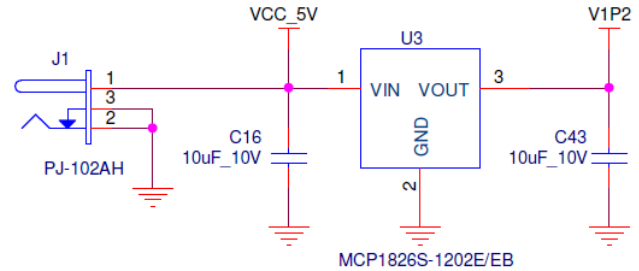 VCC_5V
V1P2
J1
U3
1
3
2
PJ-102AH
C16
10uF_10V
1
VIN
VOUT
GND
3
2
C43
10uF_10V
MCP1826S-1202E/EB